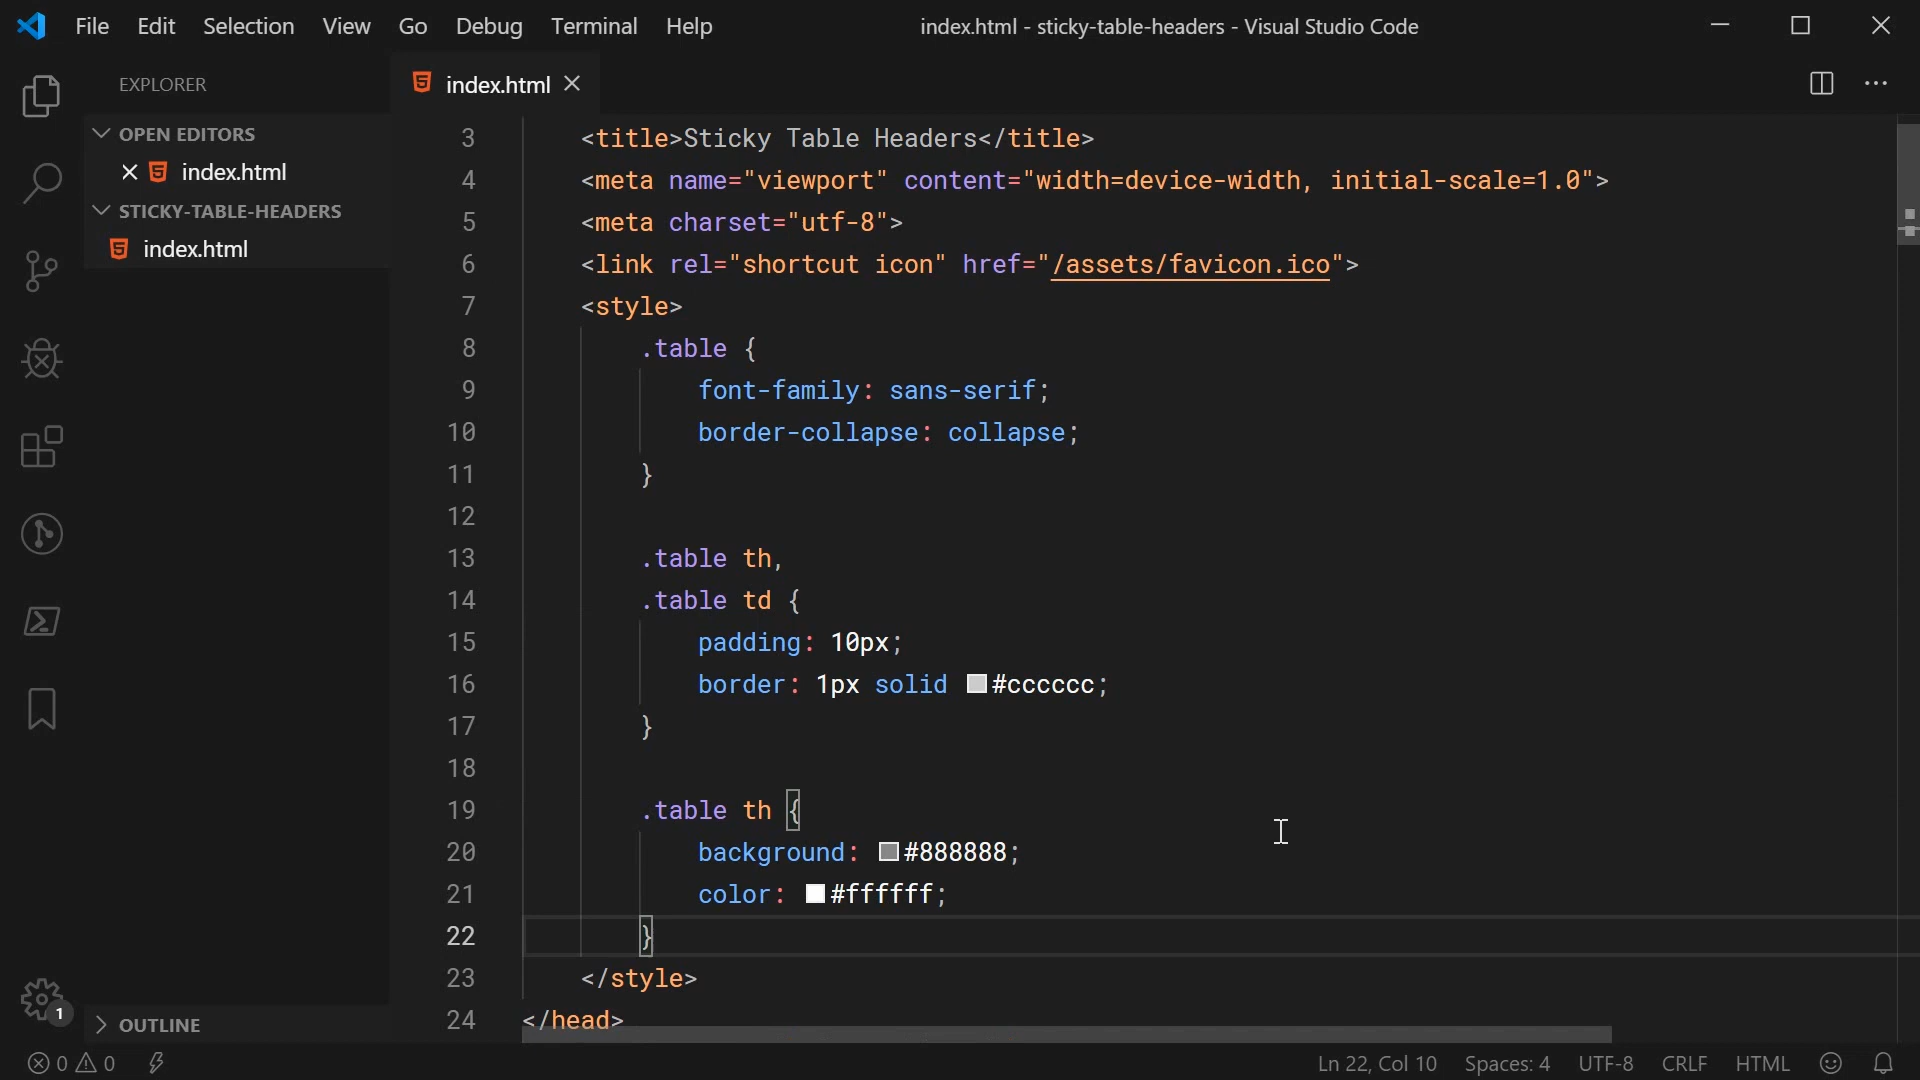 File Edit Selection View Go Debug Terminal Help
index.html - sticky-table-headers - Visual Studio Code
EXPLORER
OPEN EDITORS
index.html
STICKY-TABLE-HEADERS
index.html
OUTLINE
1
index.html
3 <title>Sticky Table Headers</title>
4 <meta name="viewport" content="width=device-width, initial-scale=1.0">
5 <meta charset="utf-8">
6 <link rel="shortcut icon" href="/assets/favicon.ico">
7 <style>
8 .table {
9 font-family: sans-serif;
10 border-collapse: collapse;
11 }
12
13 .table th,
14 .table td {
15 padding: 10px;
16 border: 1px solid #cccccc;
17 }
18
19 .table th {
20 background: #888888;
21 color: #ffffff;
22 }
23 </style>
24 </head>
0 0 Ln 22, Col 10 Spaces: 4 UTF-8 CRLF HTML